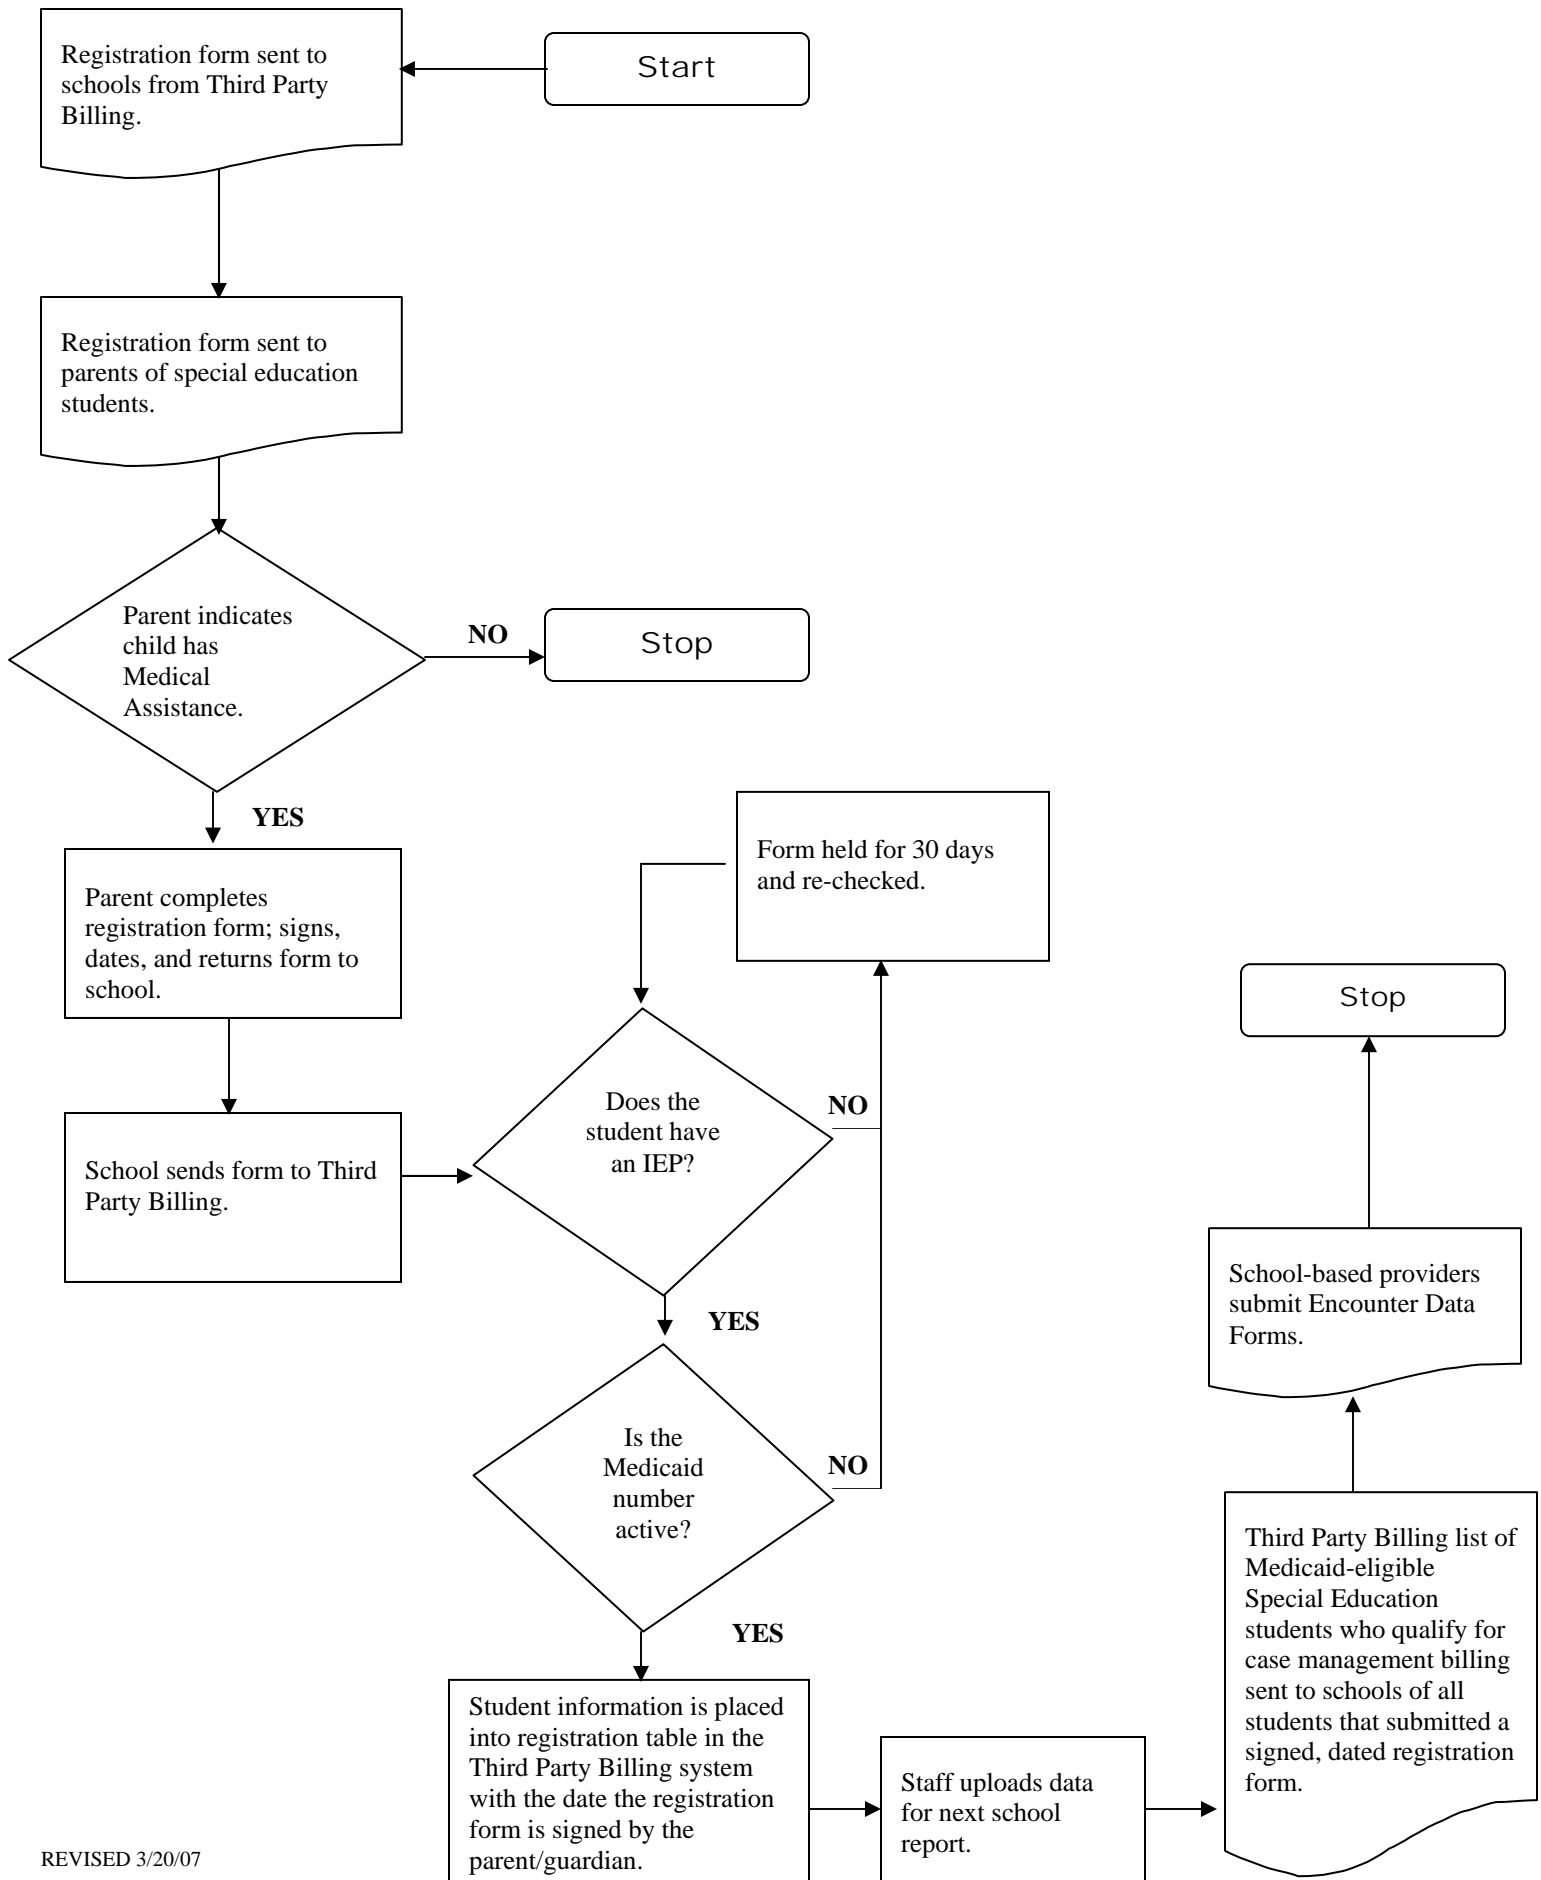 Start
Registration form sent to
schools from Third Party
Billing.
Registration form sent to
parents of special education
students.
Parent indicates
child has
Medical
Assistance.
NO
Stop
YES
Parent completes
registration form; signs,
dates, and returns form to
school.
School sends form to Third
Party Billing.
Form held for 30 days
and re-checked.
Does the
student have
an IEP?
NO
YES
Is the
Medicaid
number
active?
NO
YES
Student information is placed
into registration table in the
Third Party Billing system
with the date the registration
form is signed by the
parent/guardian.
Staff uploads data
for next school
report.
Third Party Billing list of
Medicaid-eligible
Special Education
students who qualify for
case management billing
sent to schools of all
students that submitted a
signed, dated registration
form.
School-based providers
submit Encounter Data
Forms.
Stop
REVISED 3/20/07